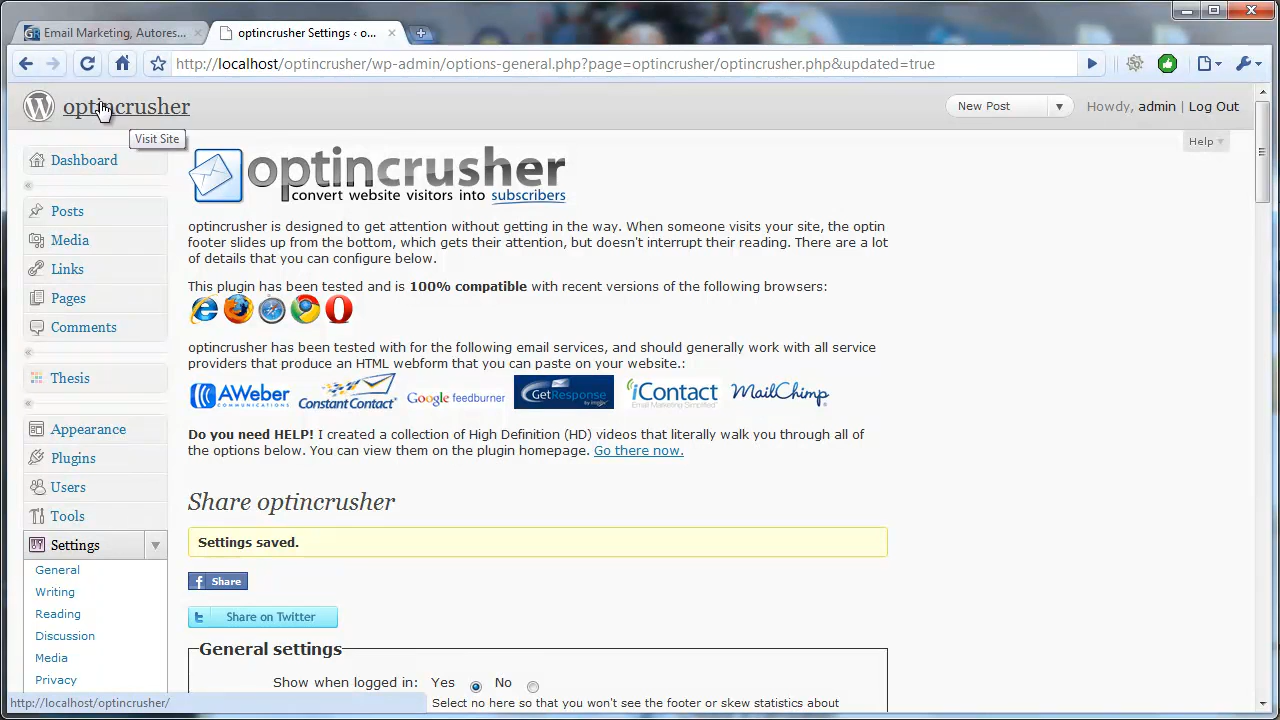 Email Marketing, Autores...
optincrusher Settings ‹ o...
http://localhost/optincrusher/wp-admin/options-general.php?page=optincrusher/optincrusher.php&updated=true
optincrusher
New Post
Howdy, admin | Log Out
Visit Site
Help
Dashboard
Posts
Media
Links
Pages
Comments
Thesis
Appearance
Plugins
Users
Tools
Settings
General
Writing
Reading
Discussion
Media
Privacy
optincrusher
convert website visitors into subscribers
optincrusher is designed to get attention without getting in the way. When someone visits your site, the optin
footer slides up from the bottom, which gets their attention, but doesn't interrupt their reading. There are a lot
of details that you can configure below.
This plugin has been tested and is 100% compatible with recent versions of the following browsers:
optincrusher has been tested with for the following email services, and should generally work with all service
providers that produce an HTML webform that you can paste on your website.:
AWeber
COMMUNICATIONS
Constant Contact
Google feedburner
GetResponse
iContact
Email Marketing Simplified
MailChimp
Do you need HELP! I created a collection of High Definition (HD) videos that literally walk you through all of
the options below. You can view them on the plugin homepage. Go there now.
Share optincrusher
Settings saved.
Share
Share on Twitter
General settings
Show when logged in: Yes No
Select no here so that you won't see the footer or skew statistics about
http://localhost/optincrusher/